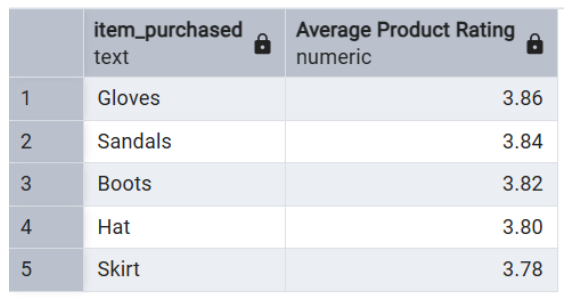 item_purchased Average Product Rating
text numeric
1 Gloves 3.86
2 Sandals 3.84
3 Boots 3.82
4 Hat 3.80
5 Skirt 3.78